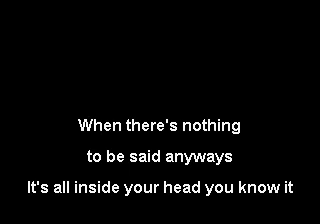 When there's nothing
to be said anyways
It's all inside your head you know it